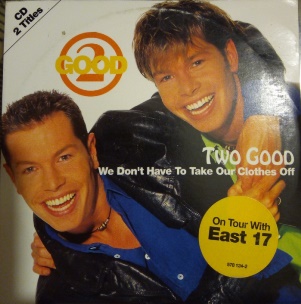 CD
2 Titles
2
GOOD
TWO GOOD
We Don't Have To Take Our Clothes Off
On Tour With
East 17